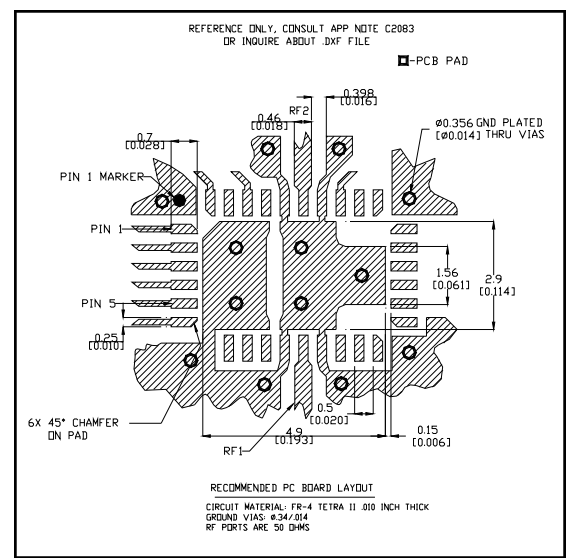 REFERENCE ONLY, CONSULT APP NOTE C2083
OR INQUIRE ABOUT .DXF FILE
-PCB PAD
0.398
[0.016]
0.46
[0.018]
RF2
0.7
[0.028]
Ø0.356 GND PLATED
[Ø0.014] THRU VIAS
PIN 1 MARKER
PIN 1
1.56
[0.061]
2.9
[0.114]
PIN 5
0.25
[0.010]
6X 45° CHAMFER
ON PAD
0.5
[0.020]
4.9
[0.193]
0.15
[0.006]
RF1
RECOMMENDED PC BOARD LAYOUT
CIRCUIT MATERIAL: FR-4 TETRA II .010 INCH THICK
GROUND VIAS: Ø.34/.014
RF PORTS ARE 50 OHMS